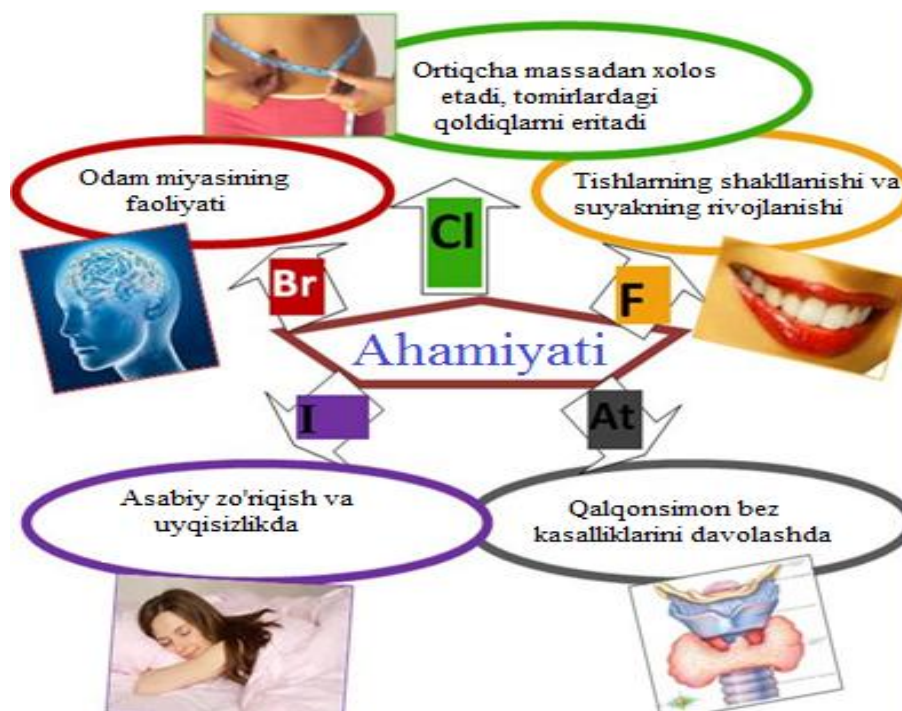 Ortiqcha massadan xolos
etadi, tomirlardagi
qoldiqlarni eritadi
Odam miyasining
faoliyati
Tishlarning shakllanishi va
suyakning rivojlanishi
Cl
Br
F
Ahamiyati
I
At
Asabiy zo'riqish va
uyqisizlikda
Qalqonsimon bez
kasalliklarini davolashda